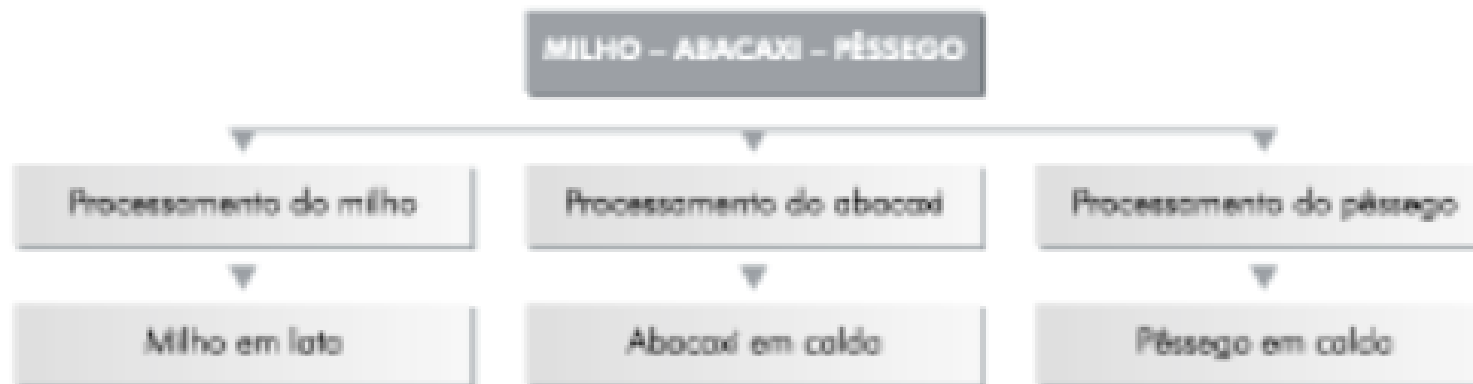 MILHO – ABACAXI – PÊSSEGO
Processamento do milho
Processamento do abacaxi
Processamento do pêssego
Milho em lata
Abacaxi em calda
Pêssego em calda